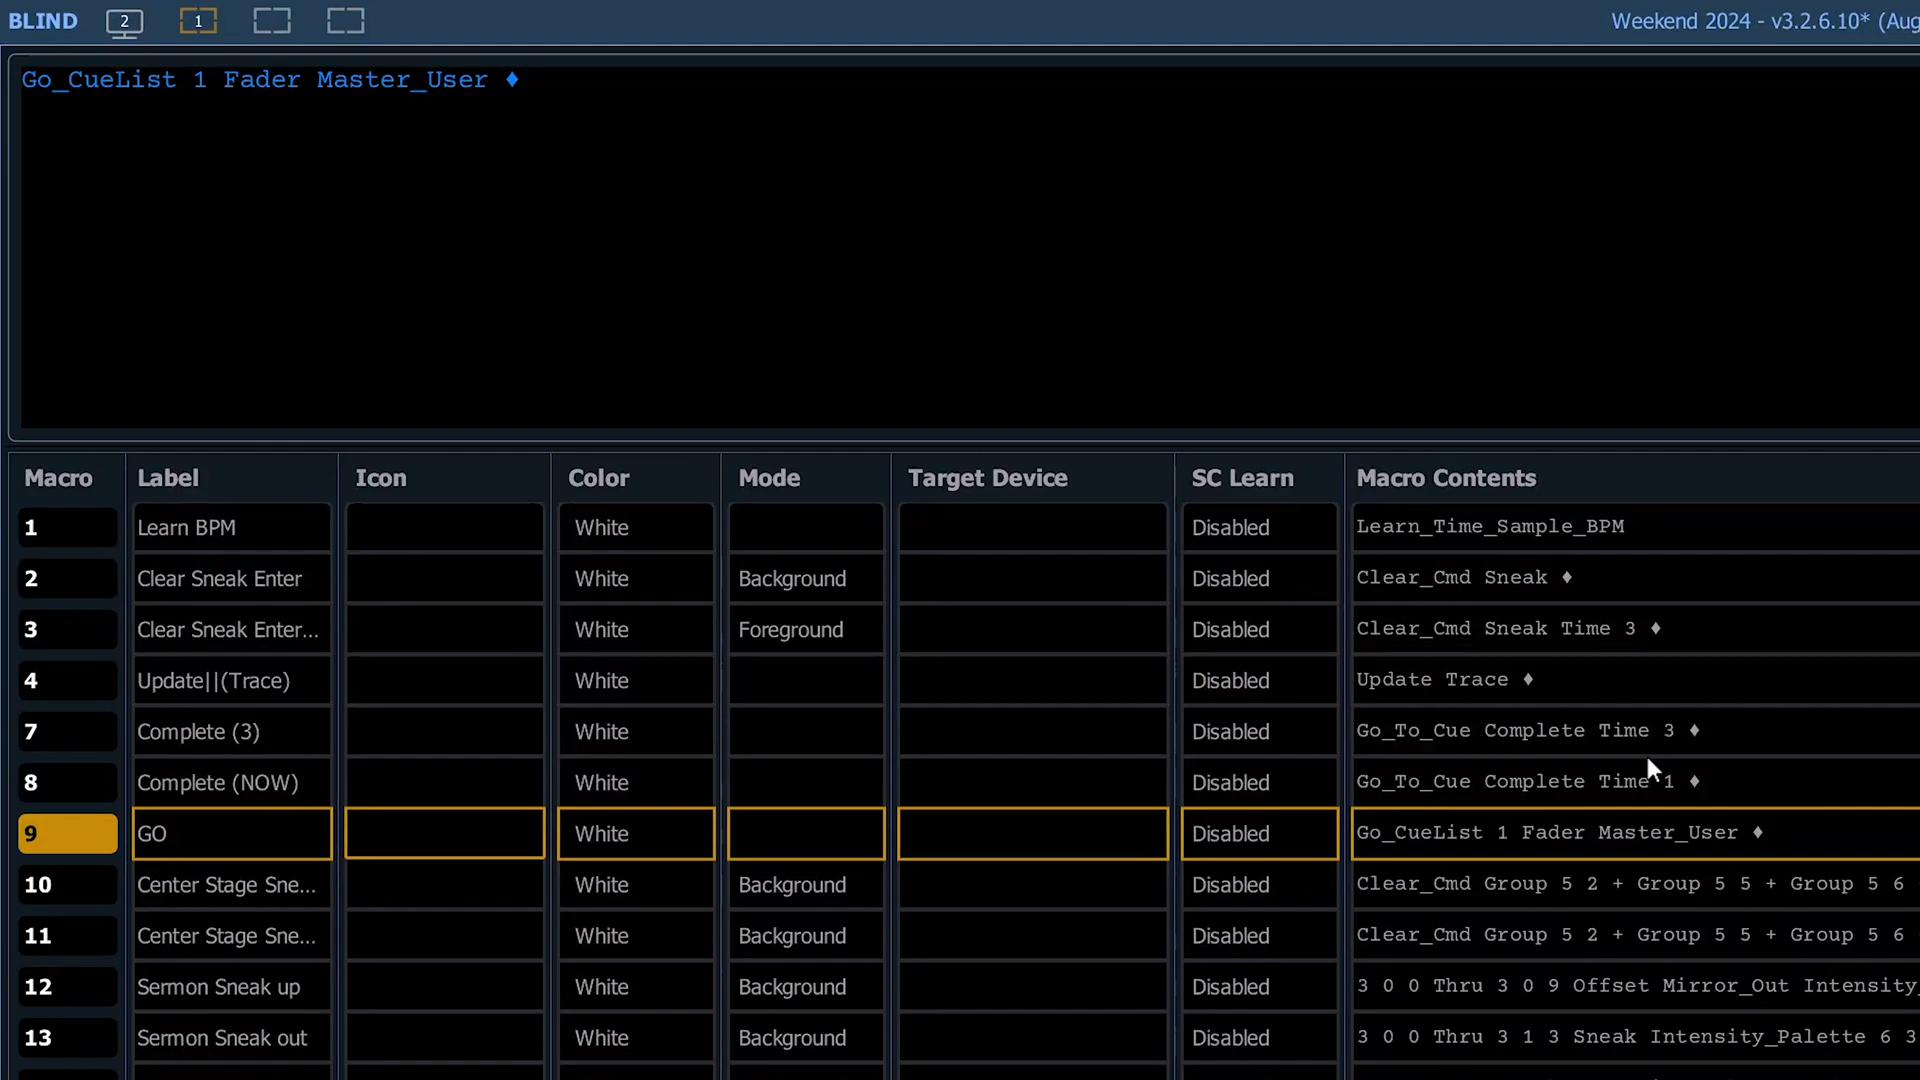 BLIND 2 1 Weekend 2024 - v3.2.6.10* (Aug
Go_CueList 1 Fader Master_User ♦
Macro Label Icon Color Mode Target Device SC Learn Macro Contents
1 Learn BPM White Disabled Learn_Time_Sample_BPM
2 Clear Sneak Enter White Background Disabled Clear_Cmd Sneak ♦
3 Clear Sneak Enter... White Foreground Disabled Clear_Cmd Sneak Time 3 ♦
4 Update||(Trace) White Disabled Update Trace ♦
7 Complete (3) White Disabled Go_To_Cue Complete Time 3 ♦
8 Complete (NOW) White Disabled Go_To_Cue Complete Time 1 ♦
9 GO White Disabled Go_CueList 1 Fader Master_User ♦
10 Center Stage Sne... White Background Disabled Clear_Cmd Group 5 2 + Group 5 5 + Group 5 6
11 Center Stage Sne... White Background Disabled Clear_Cmd Group 5 2 + Group 5 5 + Group 5 6
12 Sermon Sneak up White Background Disabled 3 0 0 Thru 3 0 9 Offset Mirror_Out Intensity_
13 Sermon Sneak out White Background Disabled 3 0 0 Thru 3 1 3 Sneak Intensity_Palette 6 3